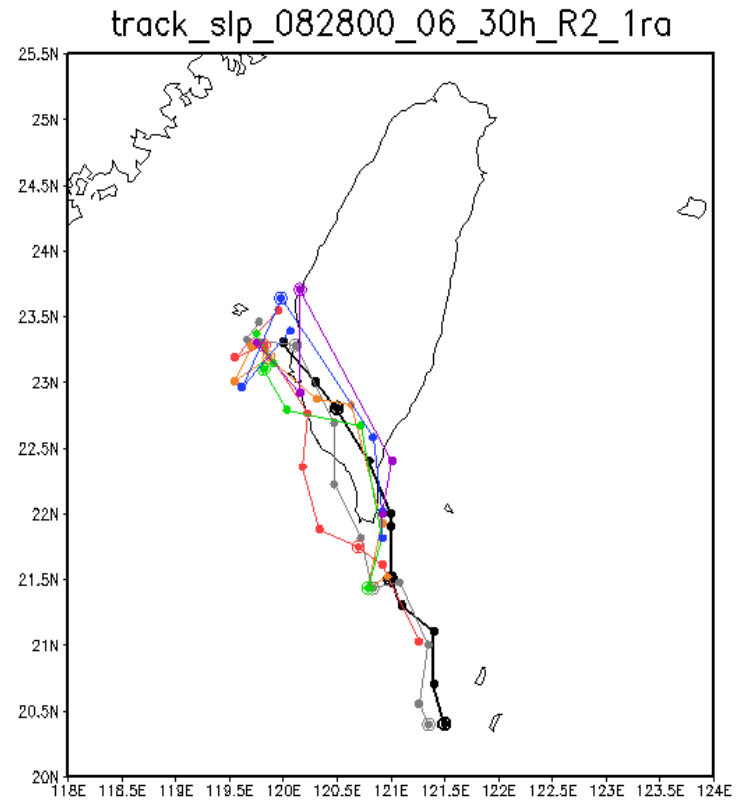 track_slp_082800_06_30h_R2_1ra
25.5N
25N
24.5N
24N
23.5N
23N
22.5N
22N
21.5N
21N
20.5N
20N
118E 118.5E 119E 119.5E 120E 120.5E 121E 121.5E 122E 122.5E 123E 123.5E 124E